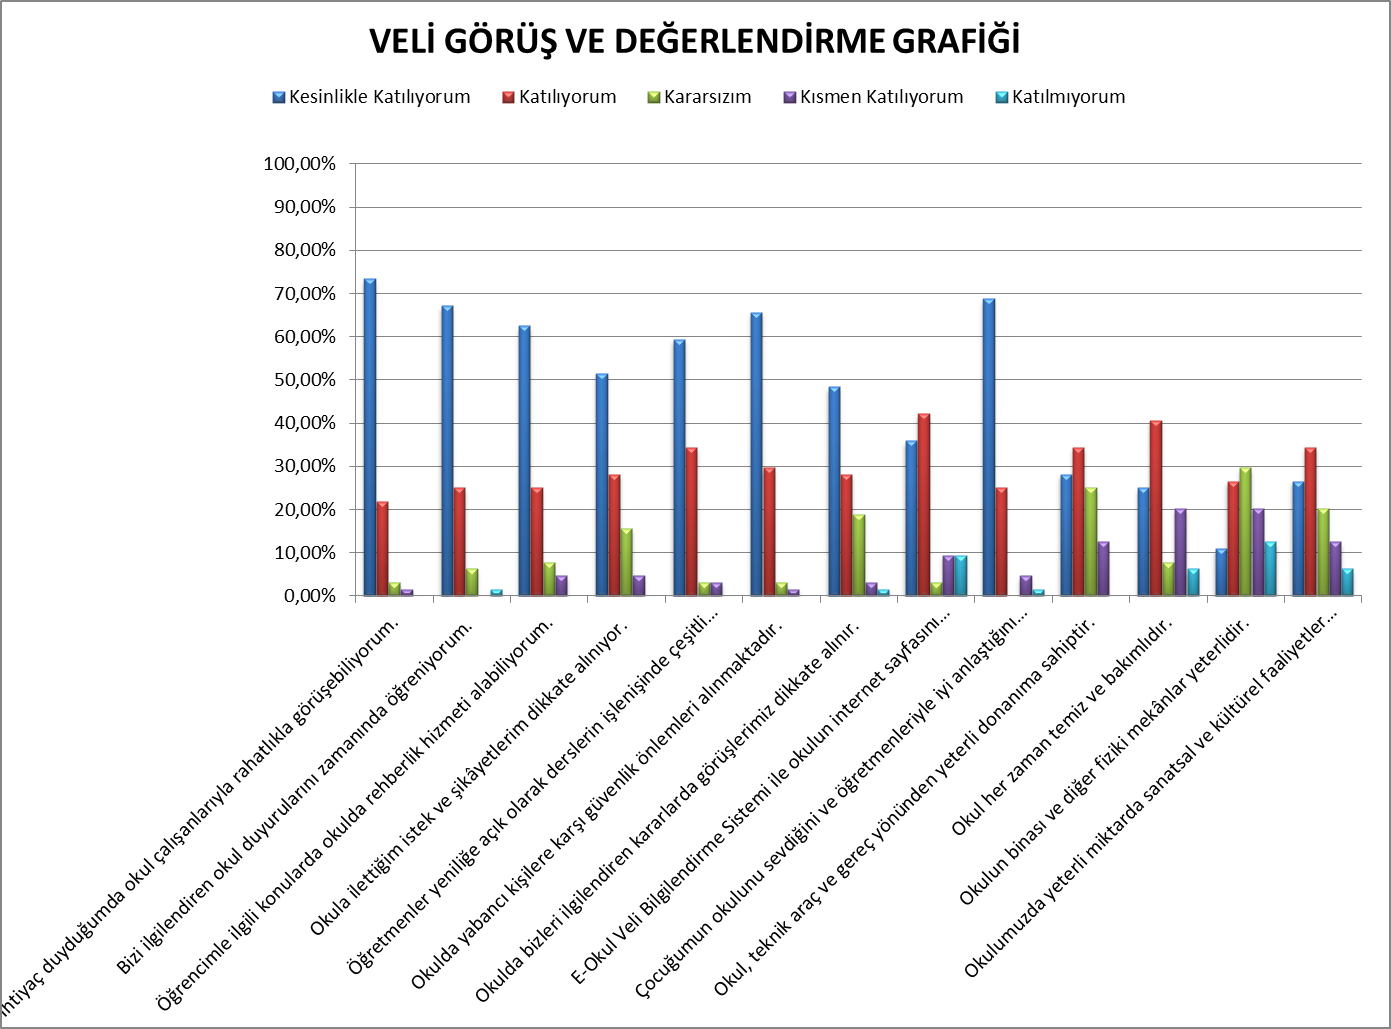 VELİ GÖRÜŞ VE DEĞERLENDİRME GRAFİĞİ
Kesinlikle Katılıyorum
Katılıyorum
Kararsızım
Kısmen Katılıyorum
Katılmıyorum
100,00%
90,00%
80,00%
70,00%
60,00%
50,00%
40,00%
30,00%
20,00%
10,00%
0,00%
İhtiyaç duyduğumda okul çalışanlarıyla rahatlıkla görüşebiliyorum.
Bizi ilgilendiren okul duyurularını zamanında öğreniyorum.
Öğrencimle ilgili konularda okulda rehberlik hizmeti alabiliyorum.
Okula ilettiğim istek ve şikâyetlerim dikkate alınıyor.
Öğretmenler yeniliğe açık olarak derslerin işlenişinde çeşitli…
Okulda yabancı kişilere karşı güvenlik önlemleri alınmaktadır.
Okulda bizleri ilgilendiren kararlarda görüşlerimiz dikkate alınır.
E-Okul Veli Bilgilendirme Sistemi ile okulun internet sayfasını…
Çocuğumun okulunu sevdiğini ve öğretmenleriyle iyi anlaştığını…
Okul, teknik araç ve gereç yönünden yeterli donanıma sahiptir.
Okul her zaman temiz ve bakımlıdır.
Okulun binası ve diğer fiziki mekânlar yeterlidir.
Okulumuzda yeterli miktarda sanatsal ve kültürel faaliyetler…